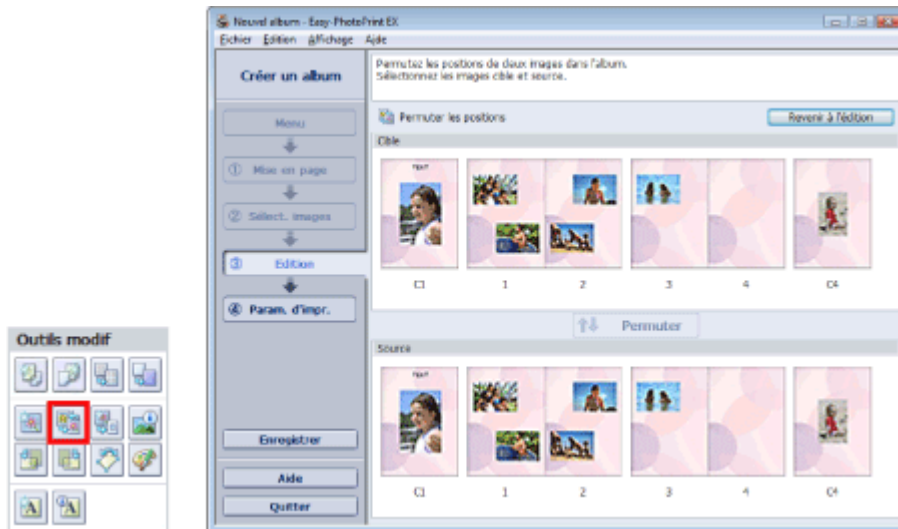 Outils modif
Nouvel album - Easy-PhotoPrint EX
Fichier Edition Affichage Aide
Créer un album
Menu
① Mise en page
② Sélect. images
③ Edition
④ Param. d'impr.
Enregistrer
Aide
Quitter
Permutez les positions de deux images dans l'album.
Sélectionnez les images cible et source.
Permuter les positions
Revenir à l'édition
Cible
TEXT
C1 1 2 3 4 C4
Permuter
Source
TEXT
C1 1 2 3 4 C4